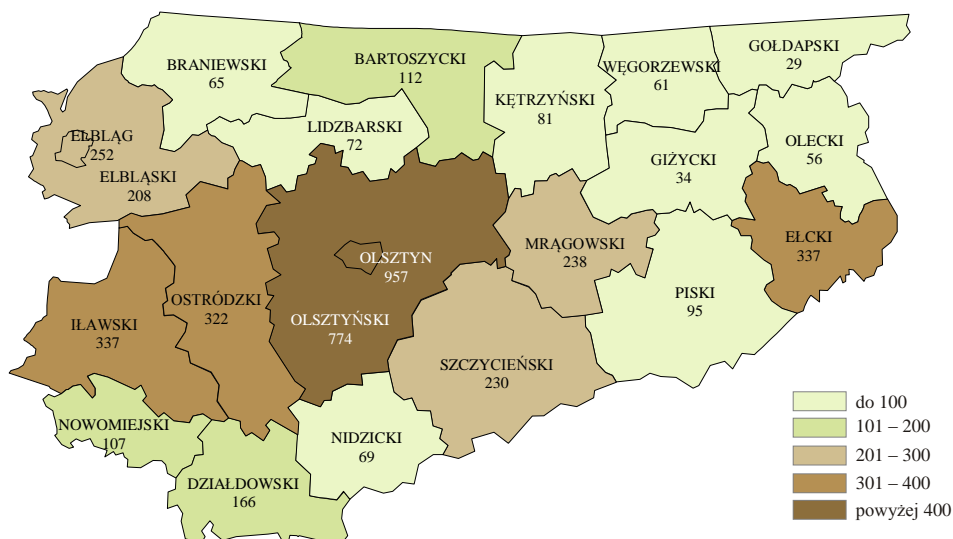 GOŁDAPSKI
29
BARTOSZYCKI
112
BRANIEWSKI
65
WĘGORZEWSKI
61
KĘTRZYŃSKI
81
LIDZBARSKI
72
ELBLĄG
252
OLECKI
56
GIŻYCKI
34
ELBLĄSKI
208
EŁCKI
337
MRĄGOWSKI
238
OLSZTYN
957
PISKI
95
OSTRÓDZKI
322
OLSZTYŃSKI
774
IŁAWSKI
337
SZCZYCIEŃSKI
230
NOWOMIEJSKI
107
NIDZICKI
69
DZIAŁDOWSKI
166
do 100
101 – 200
201 – 300
301 – 400
powyżej 400